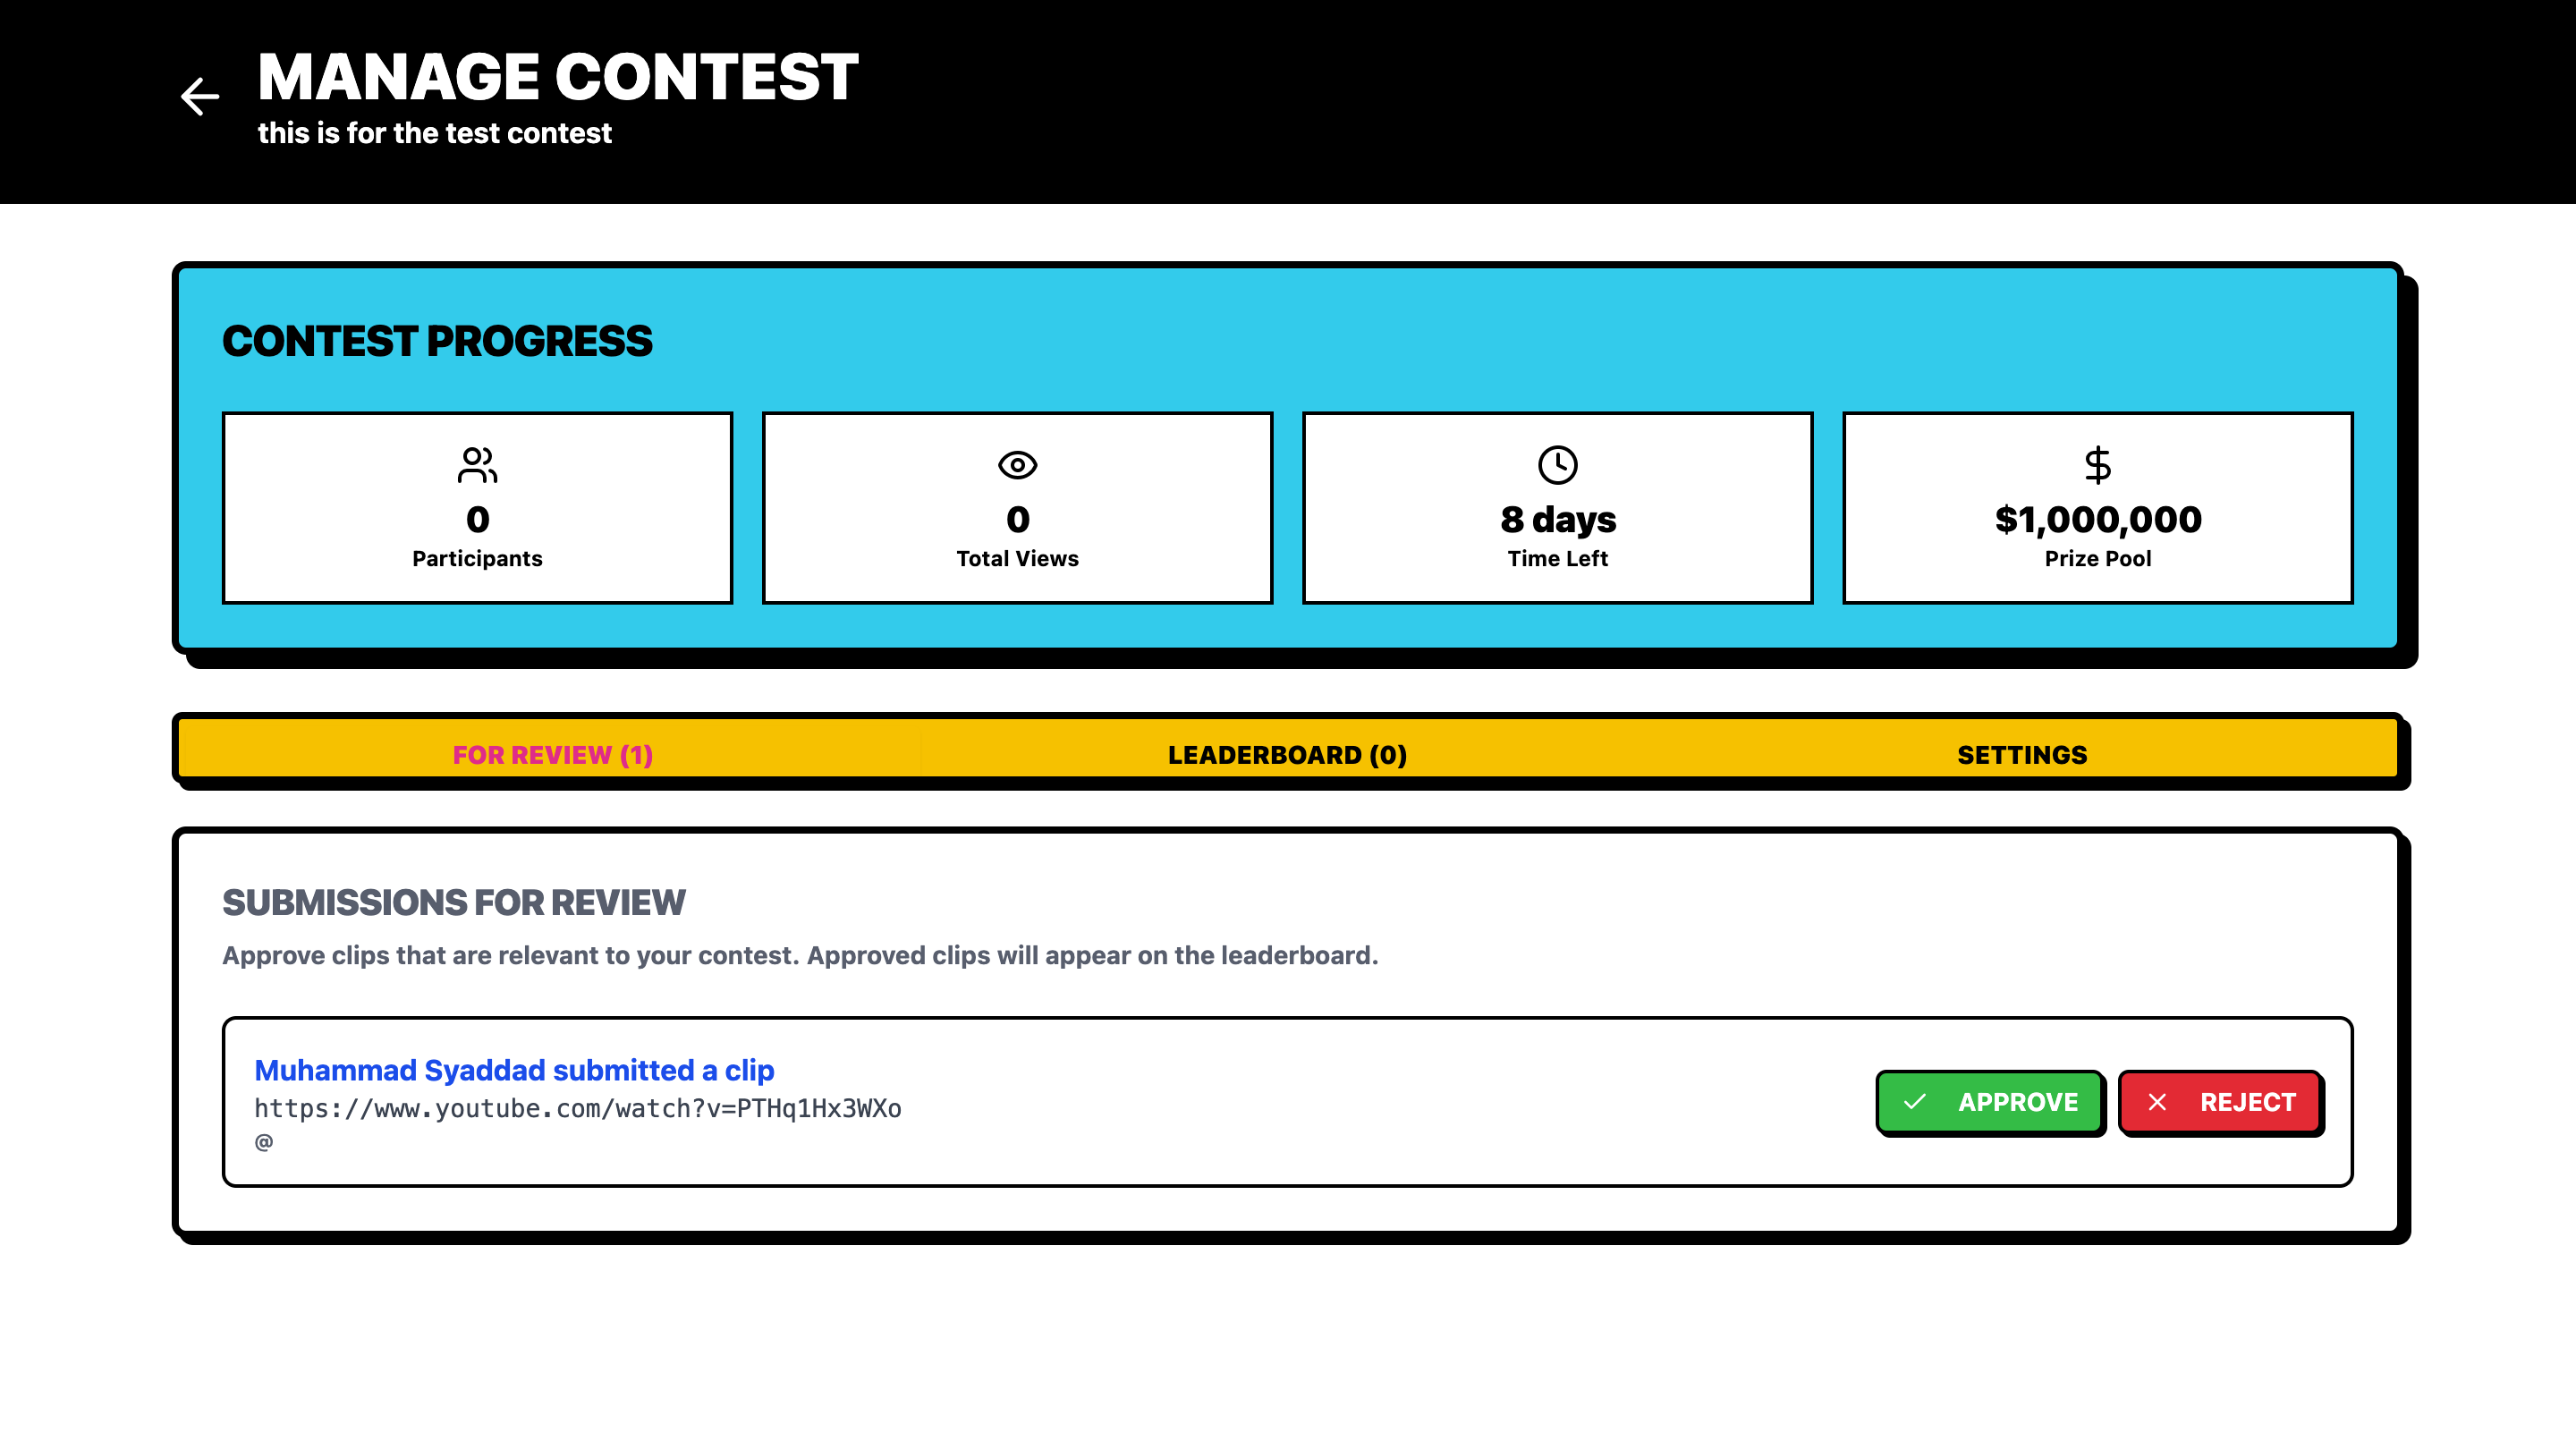 MANAGE CONTEST
this is for the test contest
CONTEST PROGRESS
0
Participants
0
Total Views
8 days
Time Left
$1,000,000
Prize Pool
FOR REVIEW (1)
LEADERBOARD (0)
SETTINGS
SUBMISSIONS FOR REVIEW
Approve clips that are relevant to your contest. Approved clips will appear on the leaderboard.
Muhammad Syaddad submitted a clip
https://www.youtube.com/watch?v=PTHq1Hx3WXo
@
APPROVE
REJECT